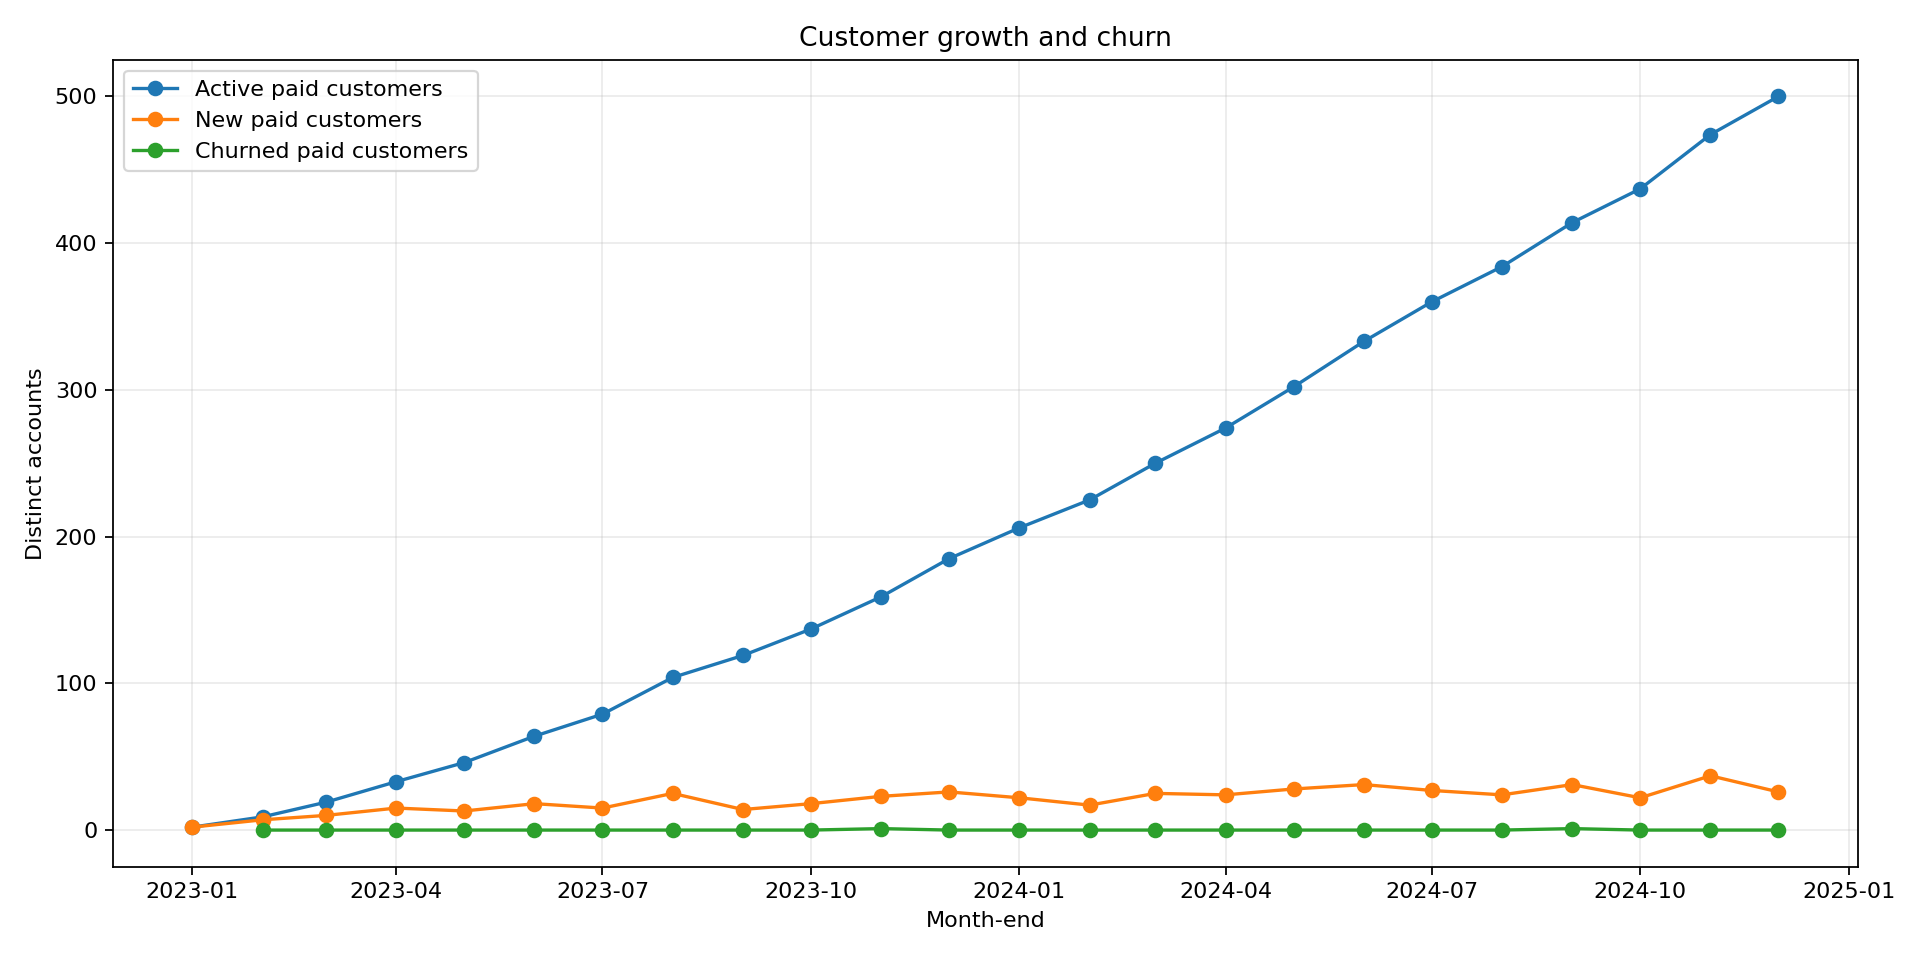 Customer growth and churn
Active paid customers
New paid customers
Churned paid customers
Distinct accounts
500
400
300
200
100
0
2023-01 2023-04 2023-07 2023-10 2024-01 2024-04 2024-07 2024-10 2025-01
Month-end